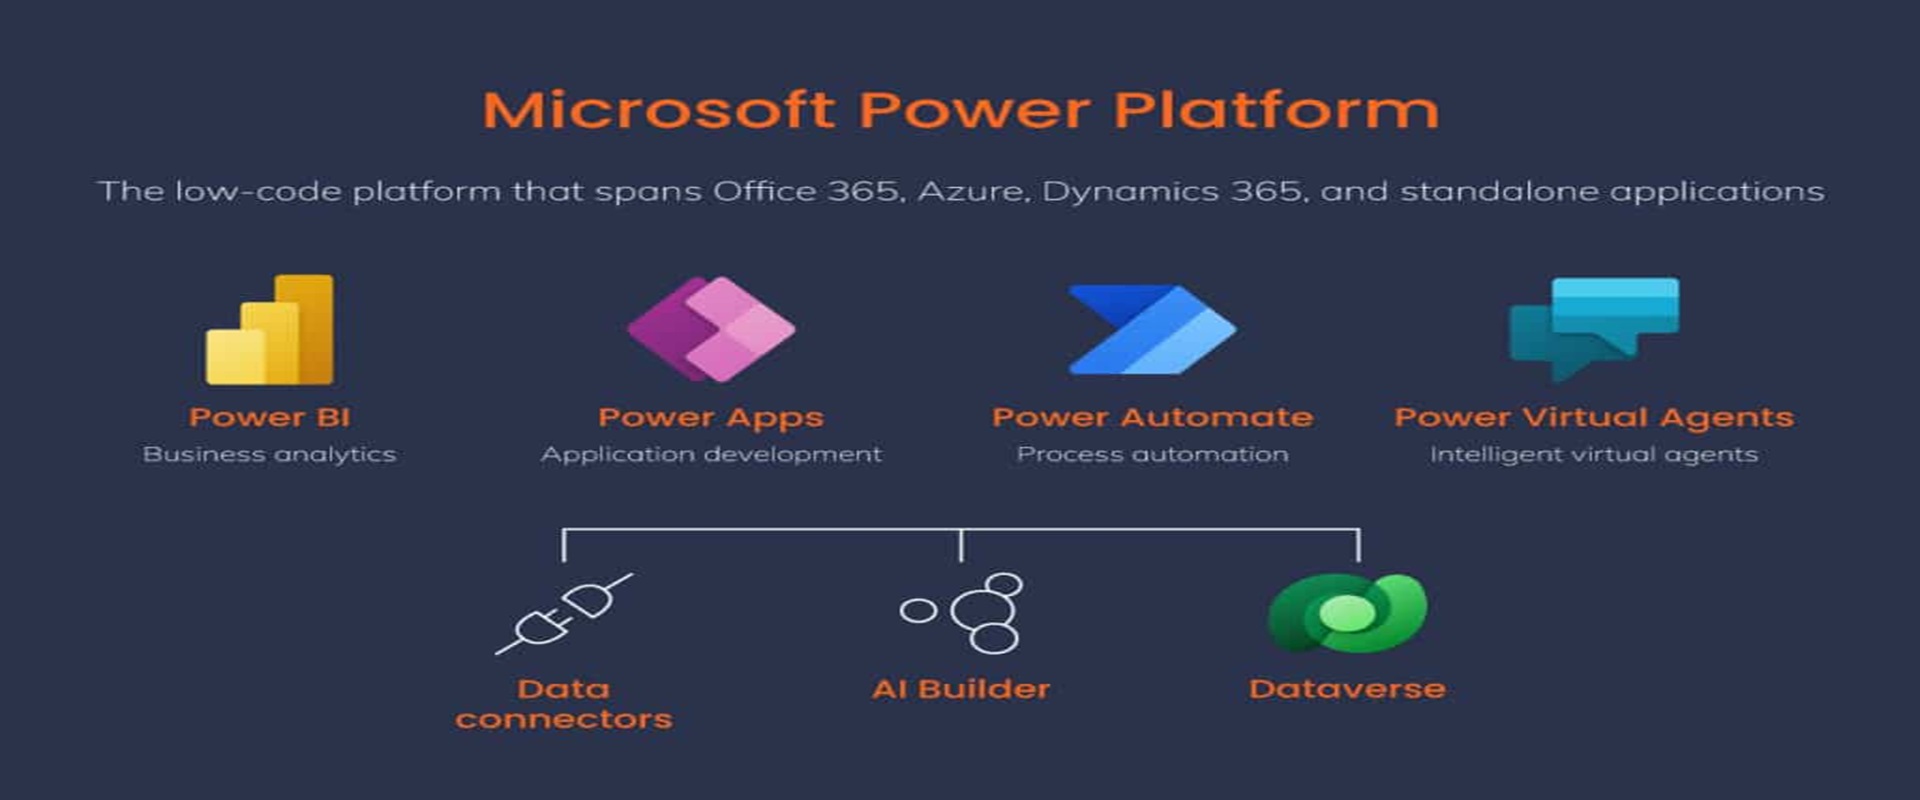 Microsoft Power Platform
The low-code platform that spans Office 365, Azure, Dynamics 365, and standalone applications
Power BI
Business analytics
Power Apps
Application development
Power Automate
Process automation
Power Virtual Agents
Intelligent virtual agents
Data
connectors
AI Builder
Dataverse